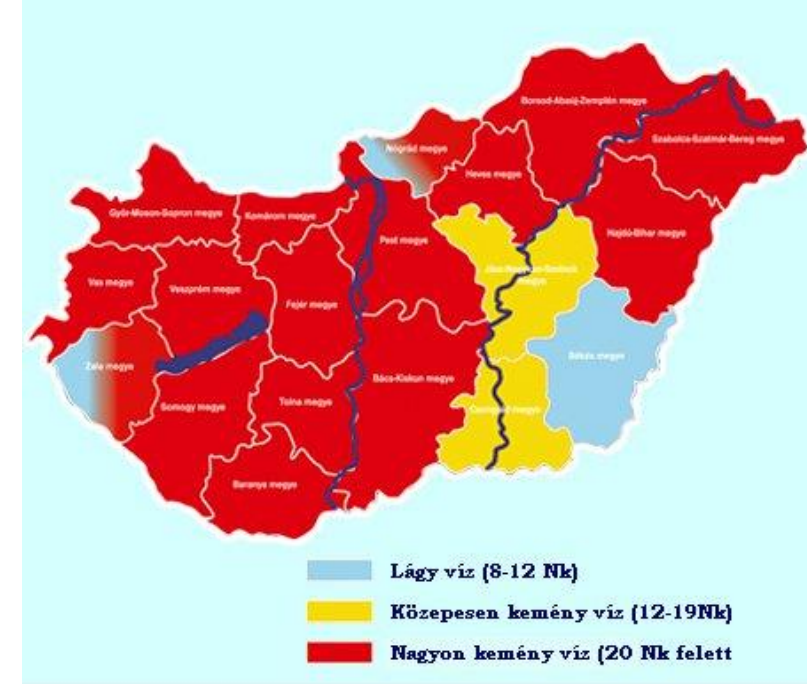 Borsod-Abaúj-Zemplén megye
Szabolcs-Szatmár-Bereg megye
Nógrád megye
Heves megye
Győr-Moson-Sopron megye
Komárom megye
Pest megye
Hajdú-Bihar megye
Jász-Nagykun-Szolnok
megye
Vas megye
Veszprém megye
Fejér megye
Zala megye
Békés megye
Bács-Kiskun megye
Somogy megye
Tolna megye
Csongrád megye
Baranya megye
Lágy víz (8-12 Nk)
Közepesen kemény víz (12-19Nk)
Nagyon kemény víz (20 Nk felett